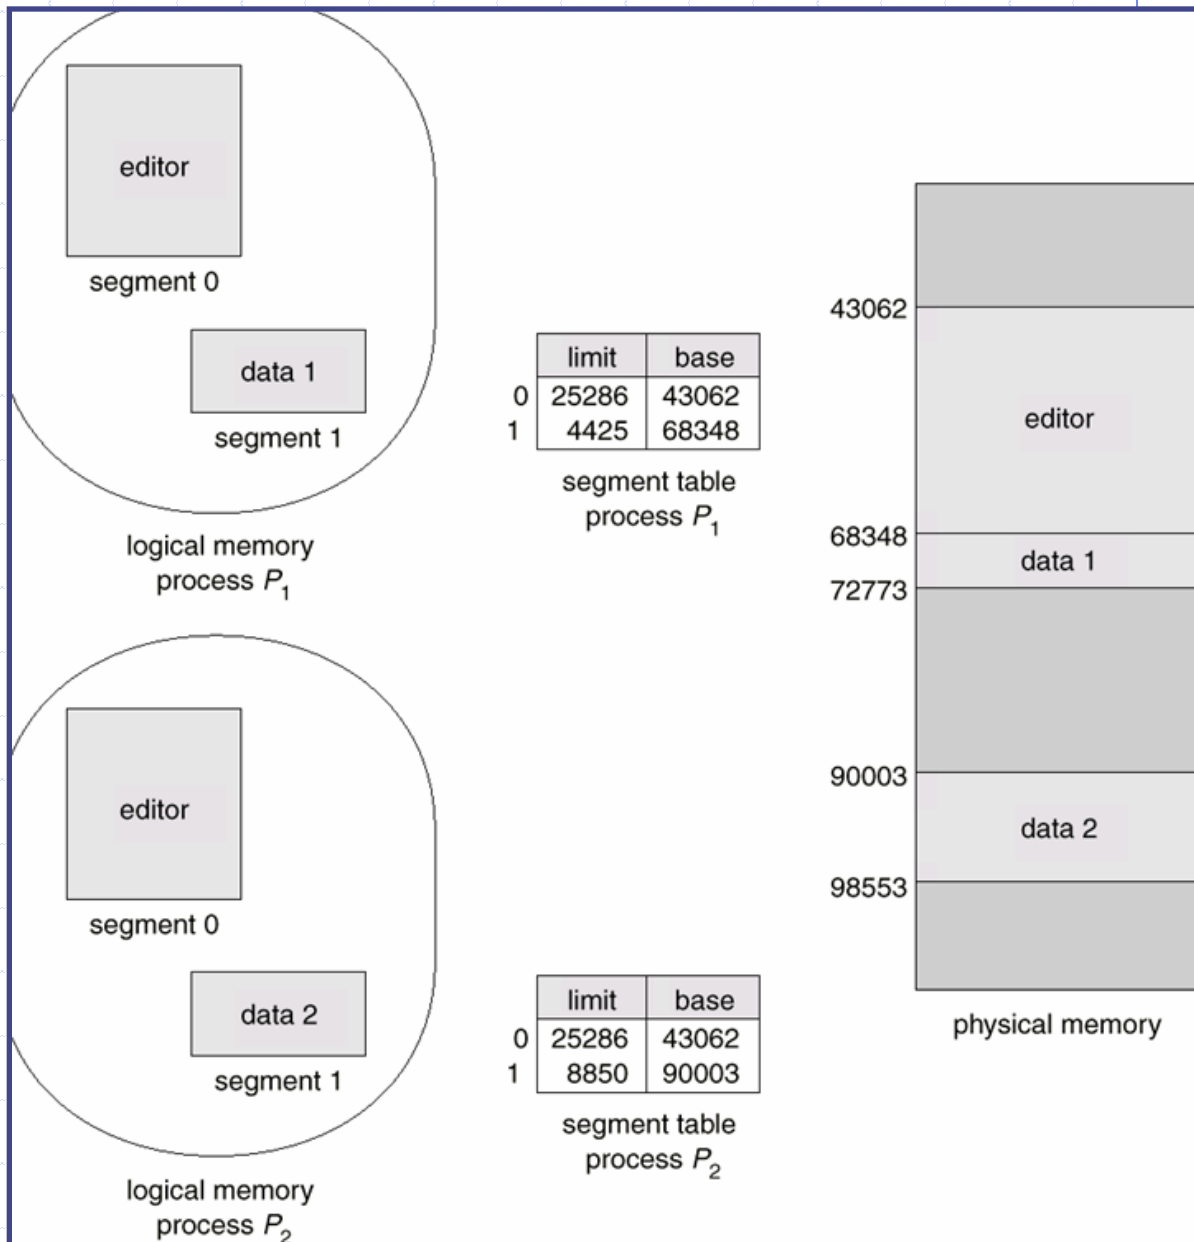 editor
segment 0
data 1
segment 1
logical memory
process P1
limit base
0 25286 43062
1 4425 68348
segment table
process P1
editor
segment 0
data 2
segment 1
logical memory
process P2
limit base
0 25286 43062
1 8850 90003
segment table
process P2
43062
editor
68348
data 1
72773
90003
data 2
98553
physical memory